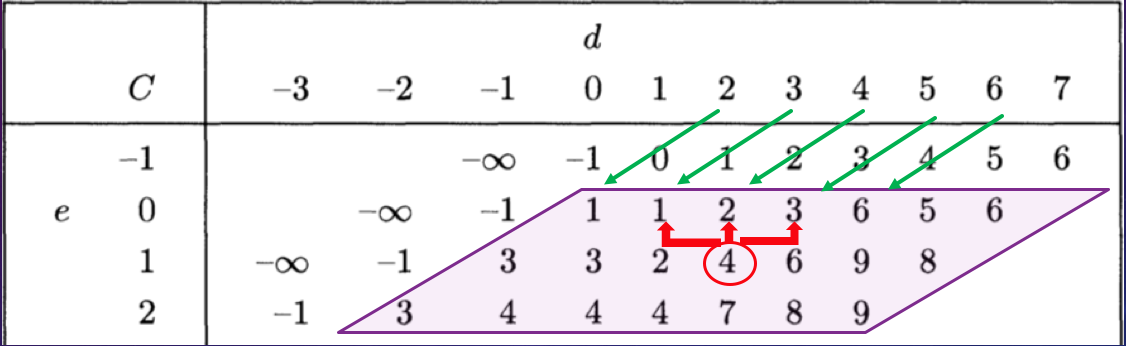 d
C −3 −2 −1 0 1 2 3 4 5 6 7
−1 −∞ −1 0 1 2 3 4 5 6
e 0 −∞ −1 1 1 2 3 6 5 6
1 −∞ −1 3 3 2 4 6 9 8
2 −1 3 4 4 4 7 8 9